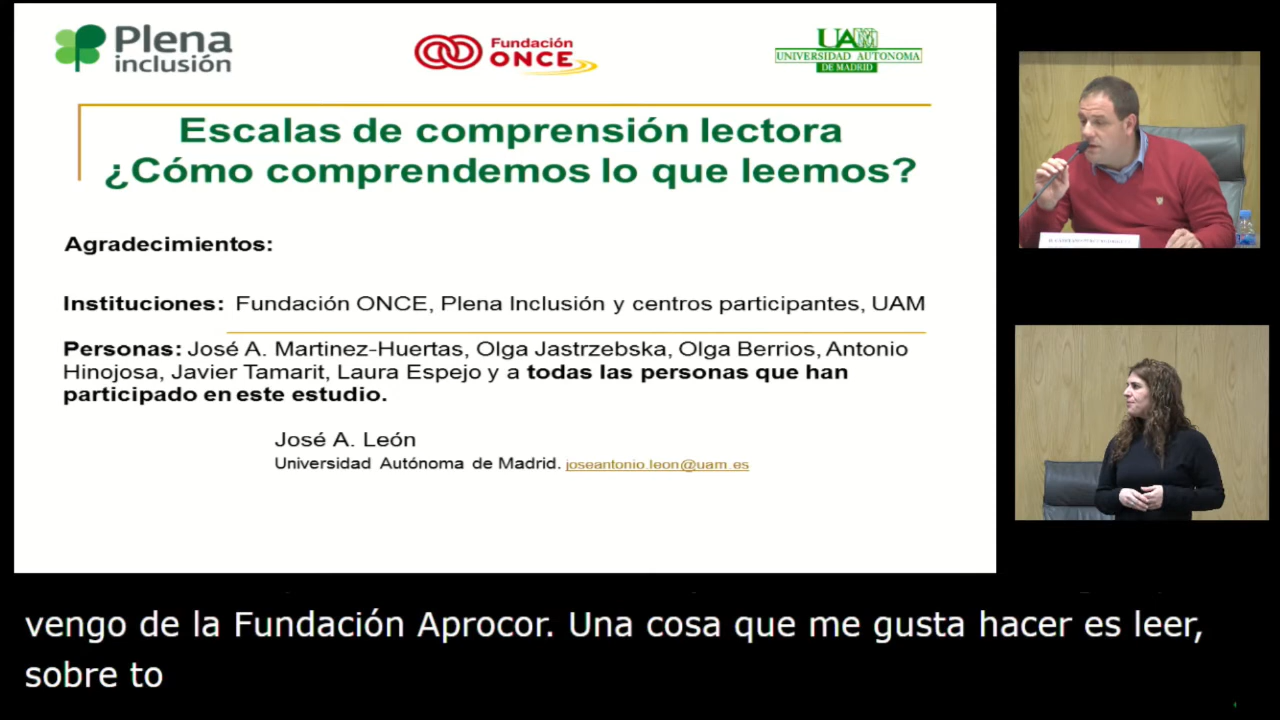 Plena
inclusión
Fundación
ONCE
UAM
UNIVERSIDAD AUTONOMA
DE MADRID
Escalas de comprensión lectora
¿Cómo comprendemos lo que leemos?
Agradecimientos:
Instituciones: Fundación ONCE, Plena Inclusión y centros participantes, UAM
Personas: José A. Martinez-Huertas, Olga Jastrzebska, Olga Berrios, Antonio
Hinojosa, Javier Tamarit, Laura Espejo y a todas las personas que han
participado en este estudio.
José A. León
Universidad Autónoma de Madrid. joseantonio.leon@uam.es
vengo de la Fundación Aprocor. Una cosa que me gusta hacer es leer,
sobre to